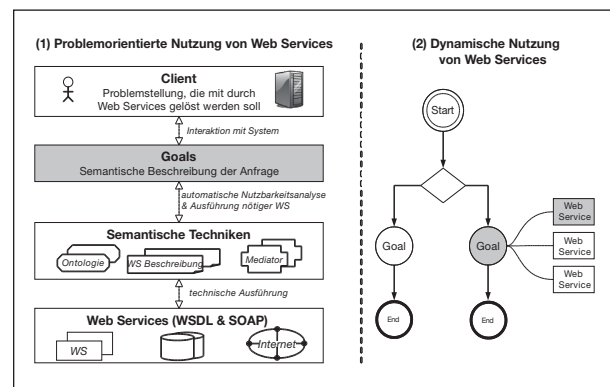 (1) Problemorientierte Nutzung von Web Services
Client
Problemstellung, die mit durch
Web Services gelöst werden soll
Interaktion mit System
Goals
Semantische Beschreibung der Anfrage
automatische Nutzbarkeitsanalyse
& Ausführung nötiger WS
Semantische Techniken
Ontologie
WS Beschreibung
Mediator
technische Ausführung
Web Services (WSDL & SOAP)
WS
Internet
(2) Dynamische Nutzung
von Web Services
Start
Goal
Goal
Web
Service
Web
Service
Web
Service
End
End